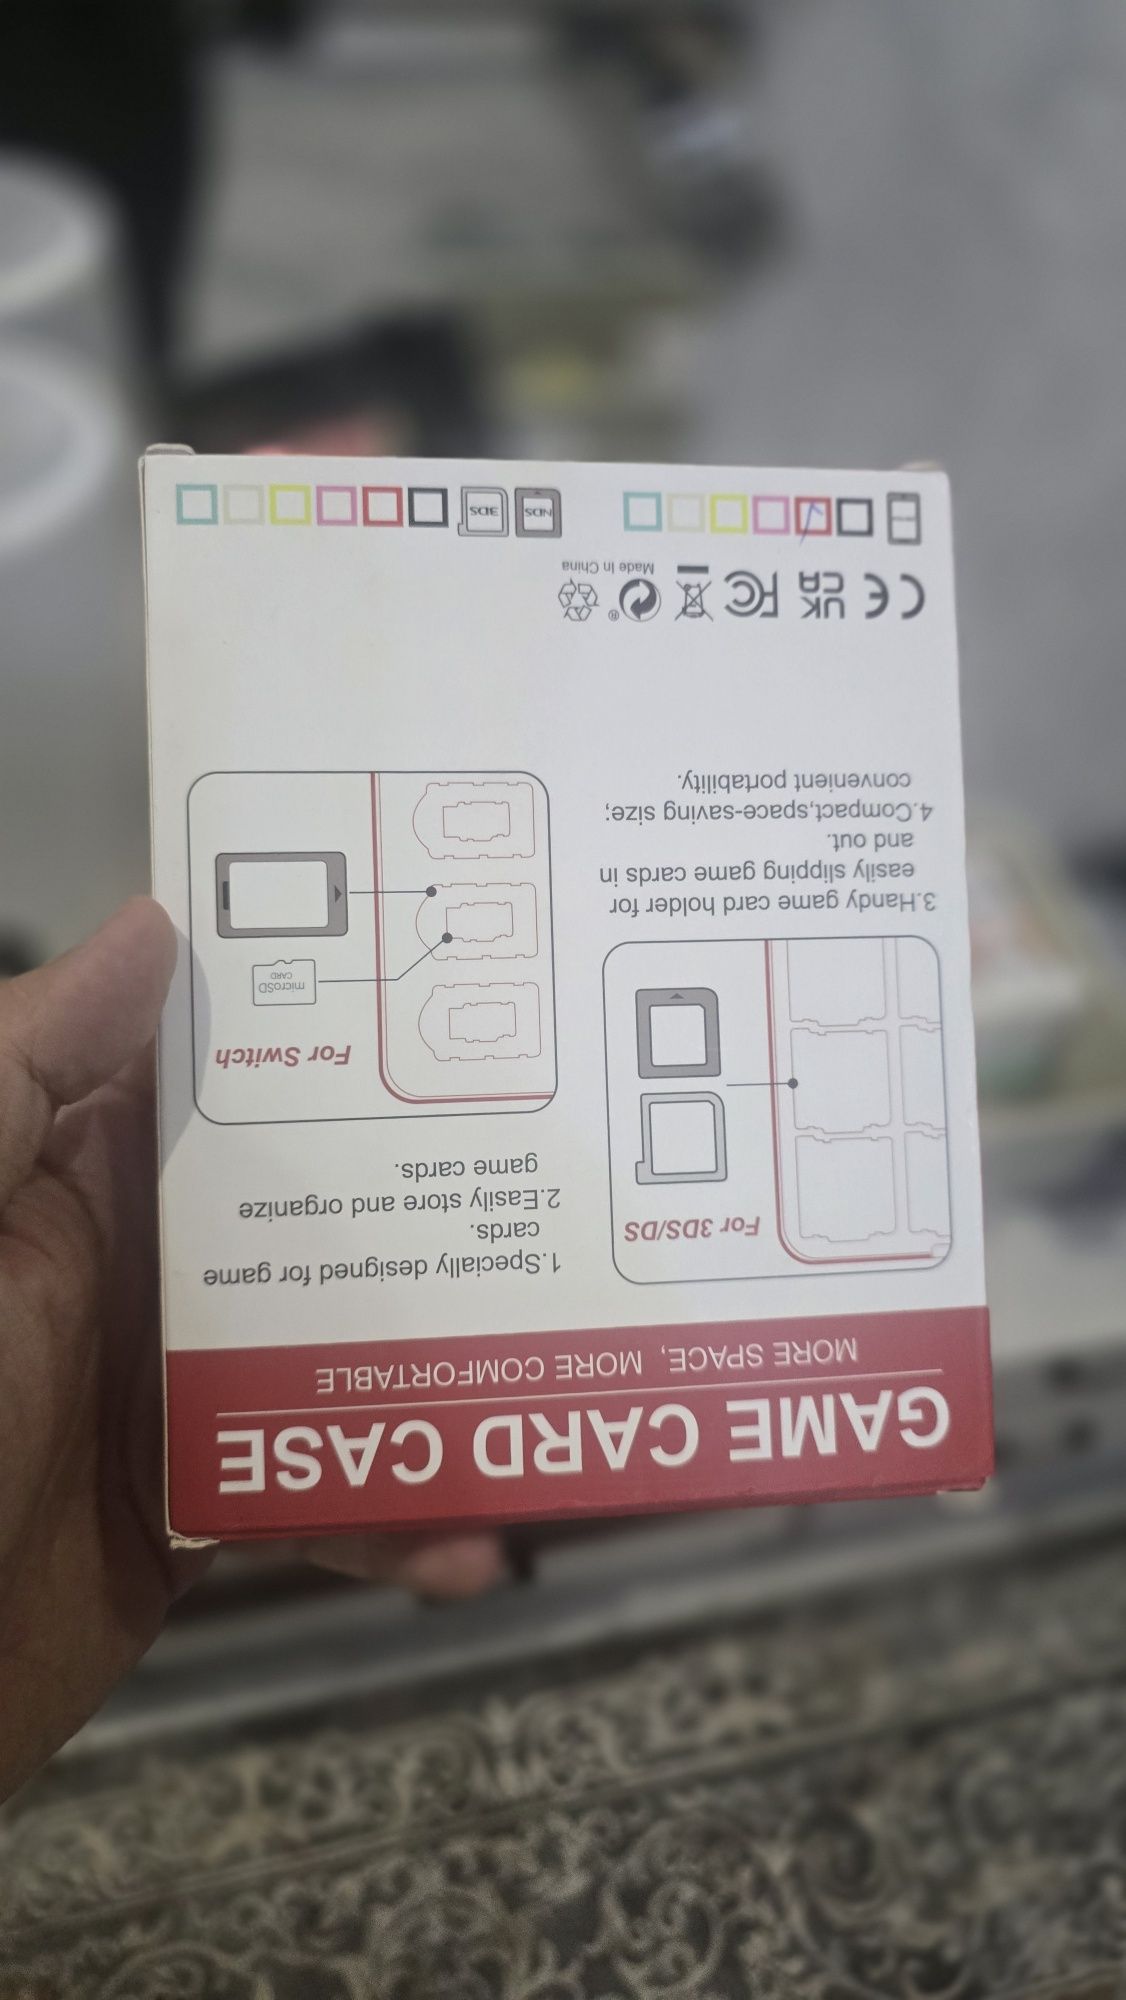 GAME CARD CASE
MORE SPACE, MORE COMFORTABLE
For 3DS/DS
1.Specially designed for game
cards.
2.Easily store and organize
game cards.
For Switch
microSD
CARD
3.Handy game card holder for
easily slipping game cards in
and out.
4.Compact,space-saving size;
convenient portability.
CE
UK
CA
FC
®
Made In China
NDS
3DS